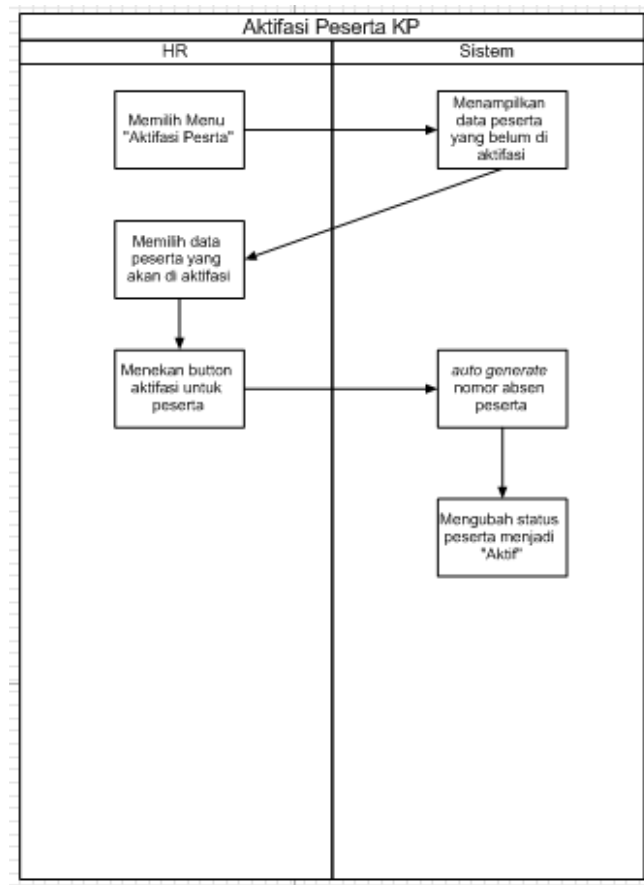 Aktifasi Peserta KP
HR
Sistem
Memilih Menu
"Aktifasi Pesrta"
Menampilkan
data peserta
yang belum di
aktifasi
Memilih data
peserta yang
akan di aktifasi
Menekan button
aktifasi untuk
peserta
auto generate
nomor absen
peserta
Mengubah status
peserta menjadi
"Aktif"